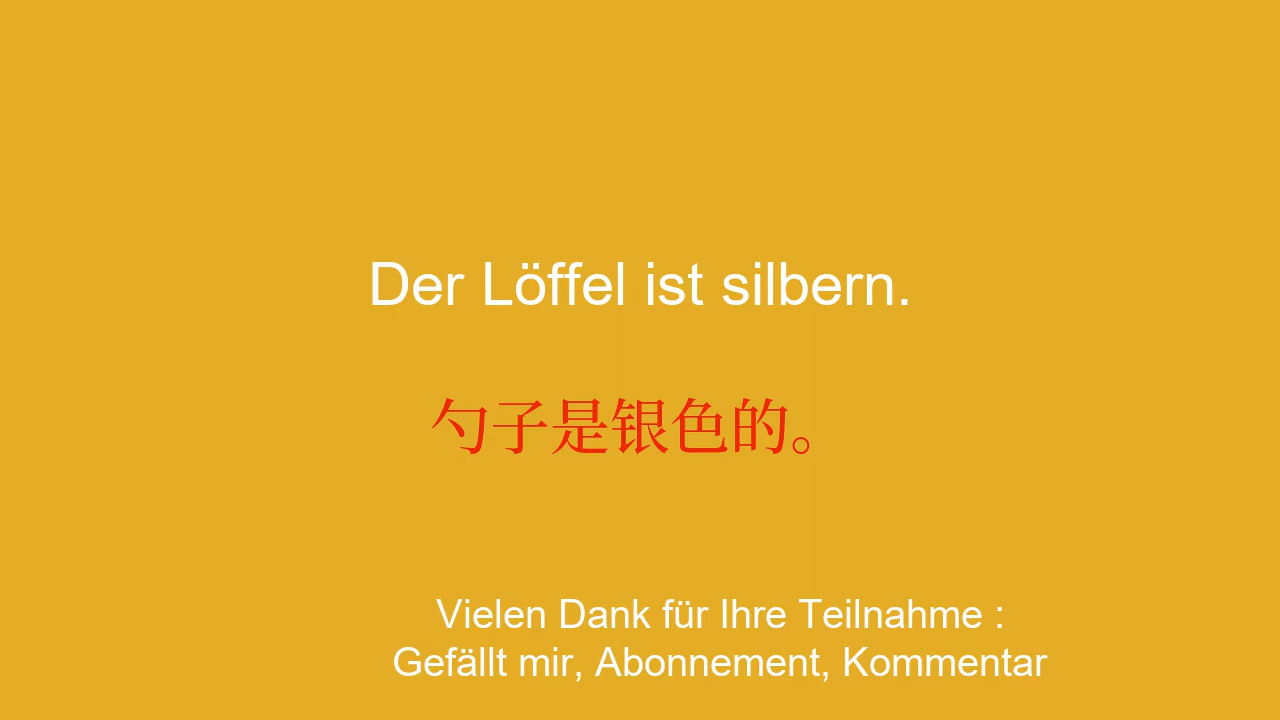 Der Löffel ist silbern.
勺子是银色的。
Vielen Dank für Ihre Teilnahme :
Gefällt mir, Abonnement, Kommentar